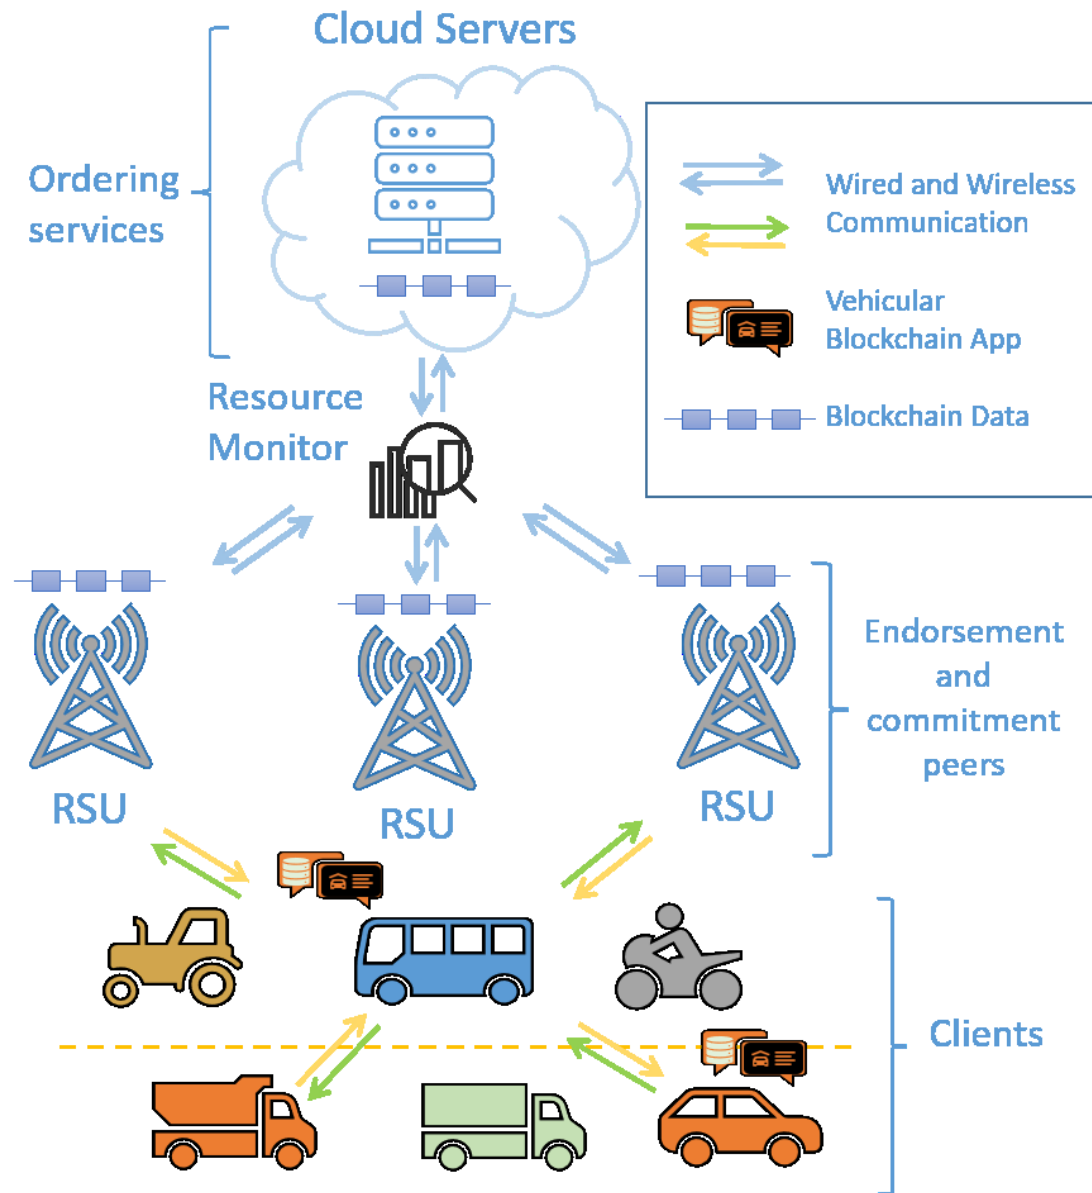 Cloud Servers
Ordering
services
Wired and Wireless
Communication
Vehicular
Blockchain App
Blockchain Data
Resource
Monitor
Endorsement
and
commitment
peers
RSU
RSU
RSU
Clients